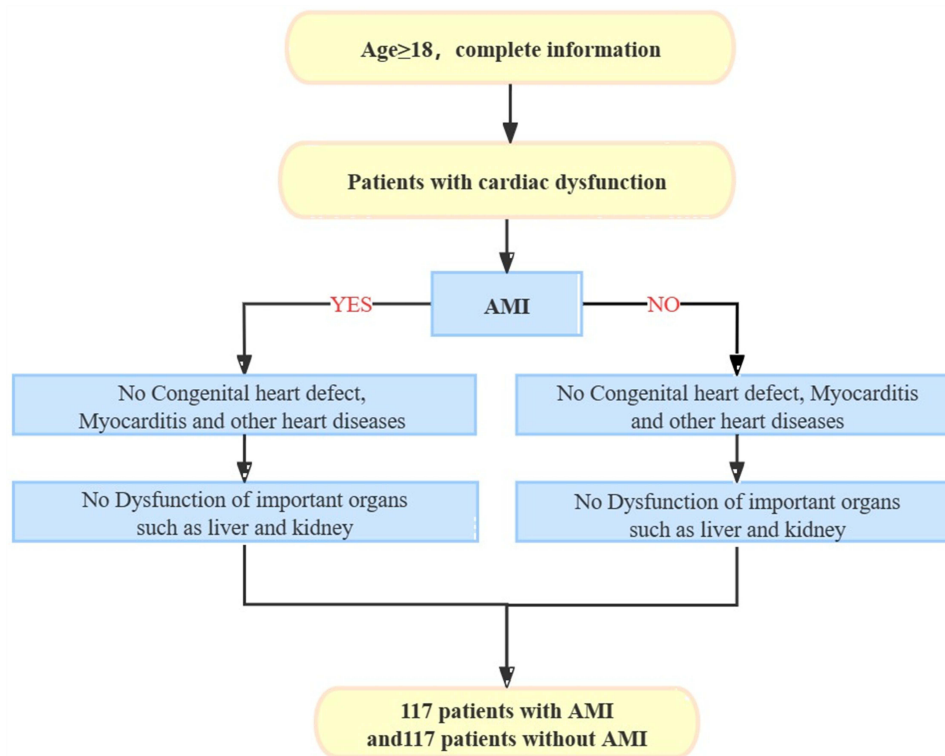 Age≥18，complete information
Patients with cardiac dysfunction
AMI
YES
NO
No Congenital heart defect,
Myocarditis and other heart diseases
No Congenital heart defect, Myocarditis
and other heart diseases
No Dysfunction of important organs
such as liver and kidney
No Dysfunction of important organs
such as liver and kidney
117 patients with AMI
and117 patients without AMI